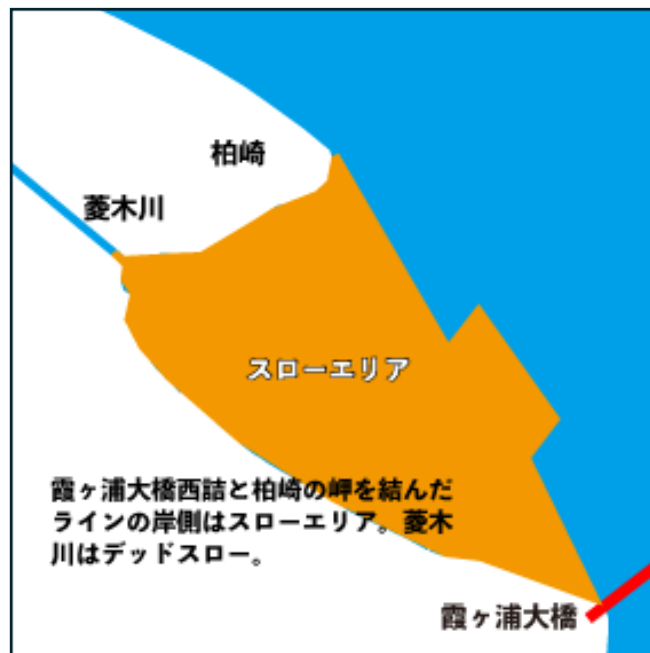 柏崎
菱木川
スローエリア
霞ヶ浦大橋西詰と柏崎の岬を結んだ
ラインの岸側はスローエリア。菱木
川はデッドスロー。
霞ヶ浦大橋